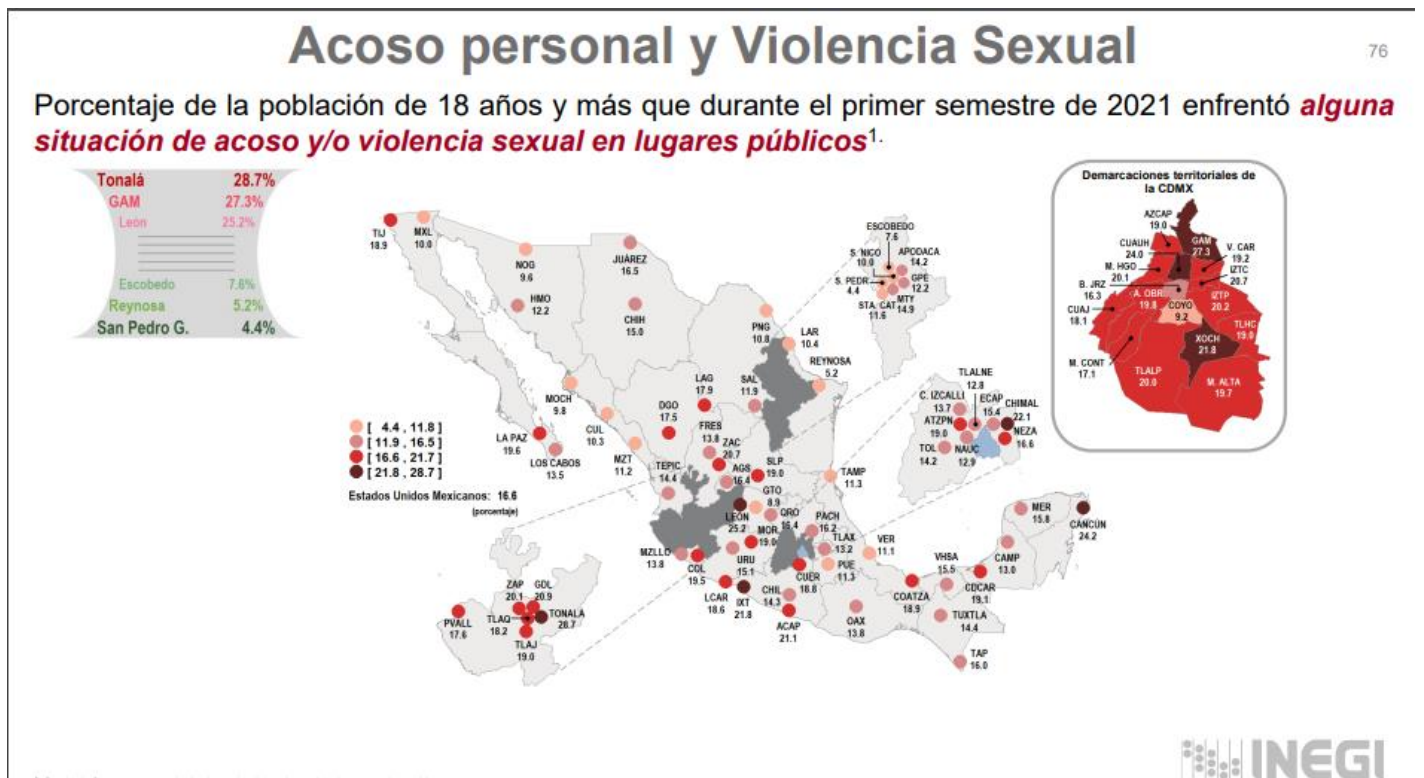 Acoso personal y Violencia Sexual
76
Porcentaje de la población de 18 años y más que durante el primer semestre de 2021 enfrentó alguna
situación de acoso y/o violencia sexual en lugares públicos1.
Tonalá 28.7%
GAM 27.3%
León 25.2%
Escobedo 7.6%
Reynosa 5.2%
San Pedro G. 4.4%
TIJ
18.9
MXL
10.0
NOG
9.6
HMO
12.2
JUÁREZ
16.5
CHIH
15.0
MOCH
9.8
CUL
10.3
MZT
11.2
LA PAZ
19.6
LOS CABOS
13.5
DGO
17.5
LAG
17.9
SAL
11.9
PNG
10.8
LAR
10.4
REYNOSA
5.2
FRES
13.8
ZAC
20.7
AGS
16.4
SLP
19.0
TEPIC
14.4
GTO
8.9
LEÓN
25.2
QRO
16.4
MOR
19.0
PACH
16.2
TLAX
13.2
TAMP
11.3
VER
11.1
PUE
11.3
CUER
18.8
MZLLO
13.8
COL
19.5
URU
15.1
LCAR
18.6
IXT
21.8
CHIL
14.3
ACAP
21.1
OAX
13.8
COATZA
18.9
VHSA
15.5
CDCAR
19.1
TUXTLA
14.4
TAP
16.0
CAMP
13.0
MER
15.8
CANCÚN
24.2
ESCOBEDO
7.6
S. NICO
10.0
APODACA
14.2
S. PEDR
4.4
GPE
12.2
STA. CAT
11.6
MTY
14.9
TLALNE
12.8
C. IZCALLI
13.7
ECAP
15.4
CHIMAL
22.1
ATZPN
19.0
NEZA
16.6
TOL
14.2
NAUC
12.9
ZAP
20.1
GDL
20.9
PVALL
17.6
TLAQ
18.2
TONALA
28.7
TLAJ
19.0
[ 4.4 , 11.8 ]
[ 11.9 , 16.5 ]
[ 16.6 , 21.7 ]
[ 21.8 , 28.7 ]
Estados Unidos Mexicanos: 16.6
(porcentaje)
Demarcaciones territoriales de
la CDMX
AZCAP
19.0
GAM
27.3
CUAUH
24.0
V. CAR
19.2
M. HGO
20.1
IZTC
20.7
B. JRZ
16.3
A. OBR
19.8
IZTP
20.2
COYO
9.2
CUAJ
18.1
TLHC
19.0
XOCH
21.8
M. CONT
17.1
TLALP
20.0
M. ALTA
19.7
INEGI